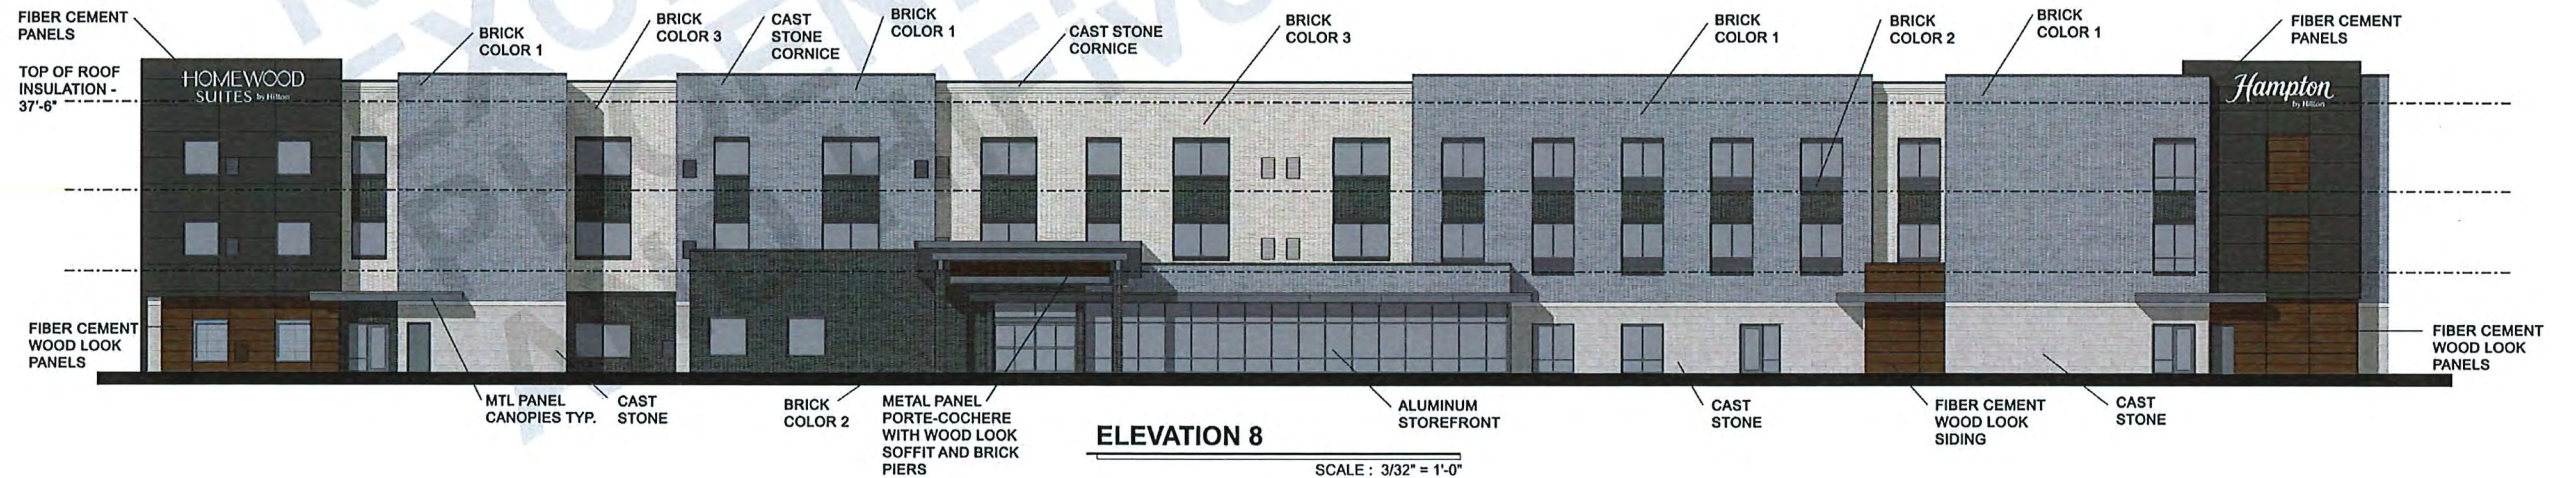 FIBER CEMENT
PANELS
BRICK
COLOR 1
BRICK
COLOR 3
CAST
STONE
CORNICE
BRICK
COLOR 1
CAST STONE
CORNICE
BRICK
COLOR 3
BRICK
COLOR 1
BRICK
COLOR 2
BRICK
COLOR 1
FIBER CEMENT
PANELS
TOP OF ROOF
INSULATION -
37'-6"
HOMEWOOD
SUITES by Hilton
Hampton
by Hilton
FIBER CEMENT
WOOD LOOK
PANELS
FIBER CEMENT
WOOD LOOK
PANELS
MTL PANEL
CANOPIES TYP.
CAST
STONE
BRICK
COLOR 2
METAL PANEL
PORTE-COCHERE
WITH WOOD LOOK
SOFFIT AND BRICK
PIERS
ALUMINUM
STOREFRONT
CAST
STONE
FIBER CEMENT
WOOD LOOK
SIDING
CAST
STONE
ELEVATION 8
SCALE : 3/32" = 1'-0"